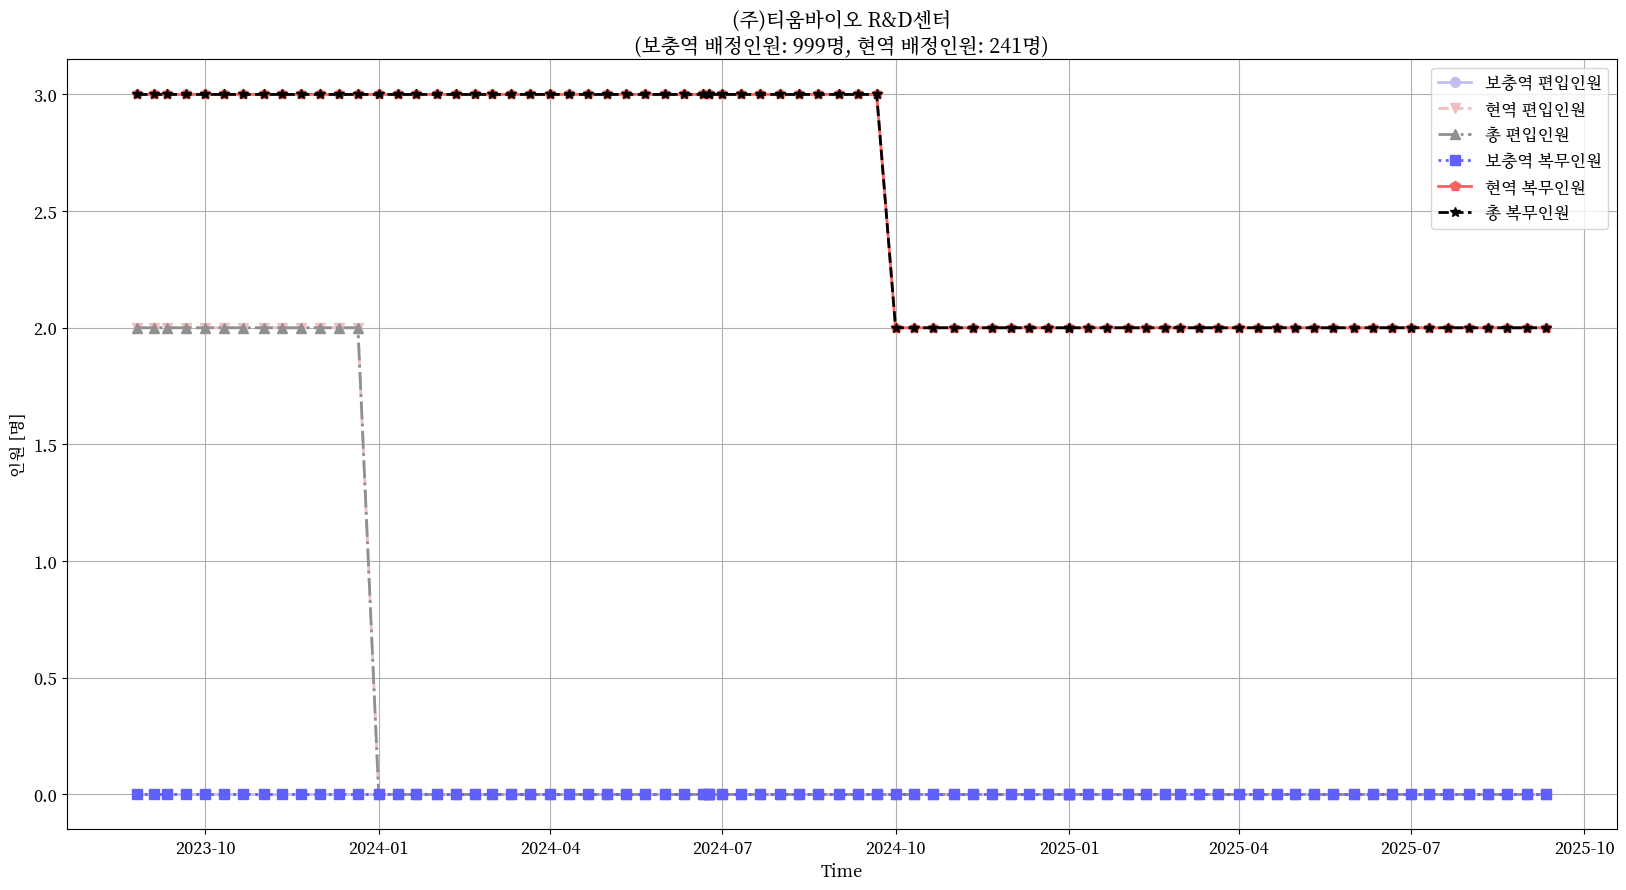 (주)티움바이오 R&D센터
(보충역 배정인원: 999명, 현역 배정인원: 241명)
보충역 편입인원
현역 편입인원
총 편입인원
보충역 복무인원
현역 복무인원
총 복무인원
인원 [명]
3.0
2.5
2.0
1.5
1.0
0.5
0.0
2023-10
2024-01
2024-04
2024-07
2024-10
2025-01
2025-04
2025-07
2025-10
Time